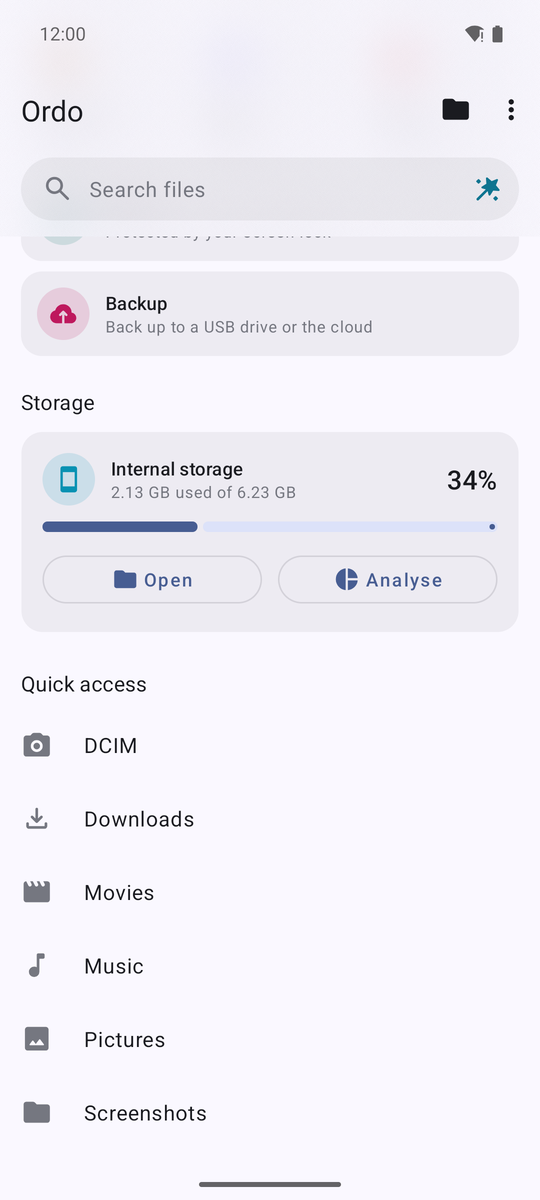 12:00
Ordo
Search files
Backup
Back up to a USB drive or the cloud
Storage
Internal storage
2.13 GB used of 6.23 GB
34%
Open
Analyse
Quick access
DCIM
Downloads
Movies
Music
Pictures
Screenshots